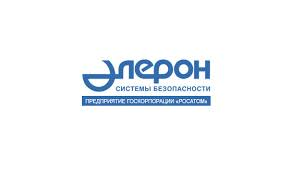 Элерон
СИСТЕМЫ БЕЗОПАСНОСТИ
ПРЕДПРИЯТИЕ ГОСКОРПОРАЦИИ «РОСАТОМ»